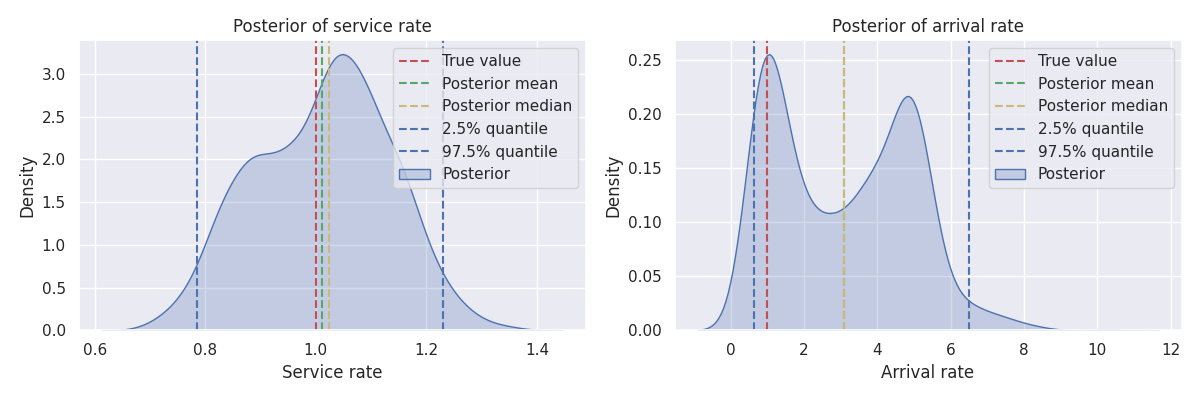 Posterior of service rate
Density
3.0
2.5
2.0
1.5
1.0
0.5
0.0
0.6 0.8 1.0 1.2 1.4
Service rate
True value
Posterior mean
Posterior median
2.5% quantile
97.5% quantile
Posterior
Posterior of arrival rate
Density
0.25
0.20
0.15
0.10
0.05
0.00
0 2 4 6 8 10 12
Arrival rate
True value
Posterior mean
Posterior median
2.5% quantile
97.5% quantile
Posterior